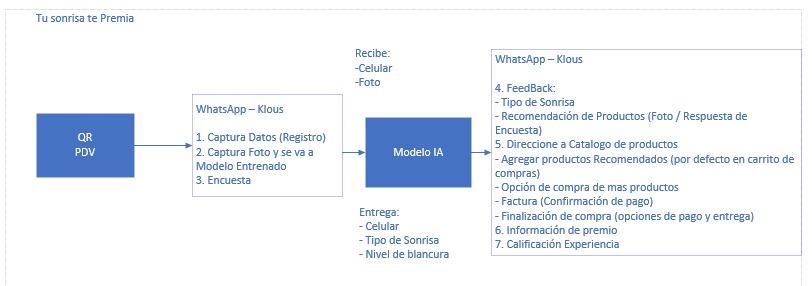 Tu sonrisa te Premia
QR
PDV
WhatsApp – Klous
1. Captura Datos (Registro)
2. Captura Foto y se va a
Modelo Entrenado
3. Encuesta
Recibe:
-Celular
-Foto
Modelo IA
Entrega:
- Celular
- Tipo de Sonrisa
- Nivel de blancura
WhatsApp – Klous
4. FeedBack:
- Tipo de Sonrisa
- Recomendación de Productos (Foto / Respuesta de
Encuesta)
5. Direccione a Catalogo de productos
- Agregar productos Recomendados (por defecto en carrito de
compras)
- Opción de compra de mas productos
- Factura (Confirmación de pago)
- Finalización de compra (opciones de pago y entrega)
6. Información de premio
7. Calificación Experiencia